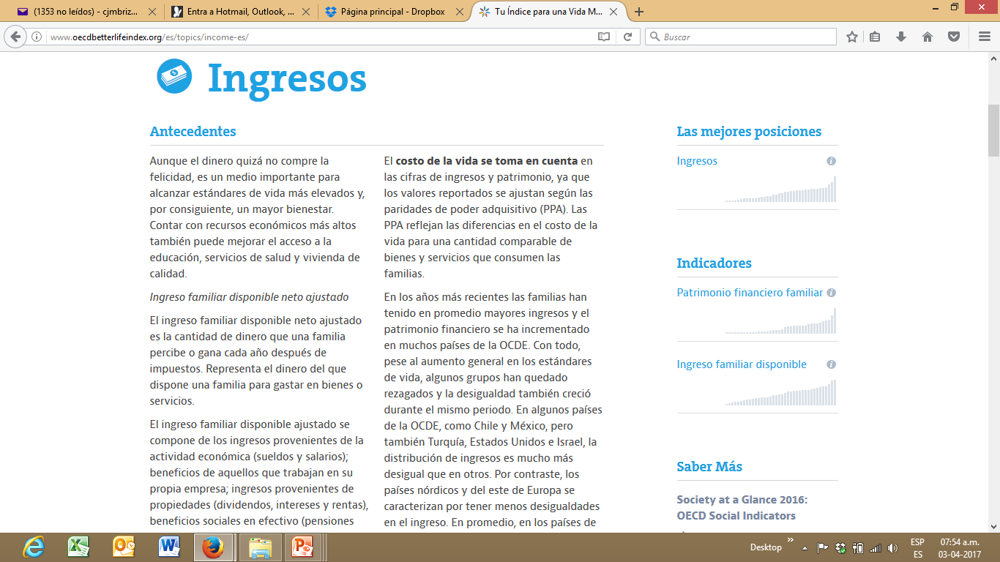 (1353 no leídos) - cjmbriz...
Entra a Hotmail, Outlook, ...
Página principal - Dropbox
Tu Índice para una Vida M...
www.oecdbetterlifeindex.org/es/topics/income-es/
Buscar
Ingresos
Antecedentes
Aunque el dinero quizá no compre la
felicidad, es un medio importante para
alcanzar estándares de vida más elevados y,
por consiguiente, un mayor bienestar.
Contar con recursos económicos más altos
también puede mejorar el acceso a la
educación, servicios de salud y vivienda de
calidad.
Ingreso familiar disponible neto ajustado
El ingreso familiar disponible neto ajustado
es la cantidad de dinero que una familia
percibe o gana cada año después de
impuestos. Representa el dinero del que
dispone una familia para gastar en bienes o
servicios.
El ingreso familiar disponible ajustado se
compone de los ingresos provenientes de la
actividad económica (sueldos y salarios);
beneficios de aquellos que trabajan en su
propia empresa; ingresos provenientes de
propiedades (dividendos, intereses y rentas),
beneficios sociales en efectivo (pensiones
El costo de la vida se toma en cuenta en
las cifras de ingresos y patrimonio, ya que
los valores reportados se ajustan según las
paridades de poder adquisitivo (PPA). Las
PPA reflejan las diferencias en el costo de la
vida para una cantidad comparable de
bienes y servicios que consumen las
familias.
En los años más recientes las familias han
tenido en promedio mayores ingresos y el
patrimonio financiero se ha incrementado
en muchos países de la OCDE. Con todo,
pese al aumento general en los estándares
de vida, algunos grupos han quedado
rezagados y la desigualdad también creció
durante el mismo periodo. En algunos países
de la OCDE, como Chile y México, pero
también Turquía, Estados Unidos e Israel, la
distribución de ingresos es mucho más
desigual que en otros. Por contraste, los
países nórdicos y del este de Europa se
caracterizan por tener menos desigualdades
en el ingreso. En promedio, en los países de
Las mejores posiciones
Ingresos
Indicadores
Patrimonio financiero familiar
Ingreso familiar disponible
Saber Más
Society at a Glance 2016:
OECD Social Indicators
Desktop
ESP
ES
07:54 a.m.
03-04-2017